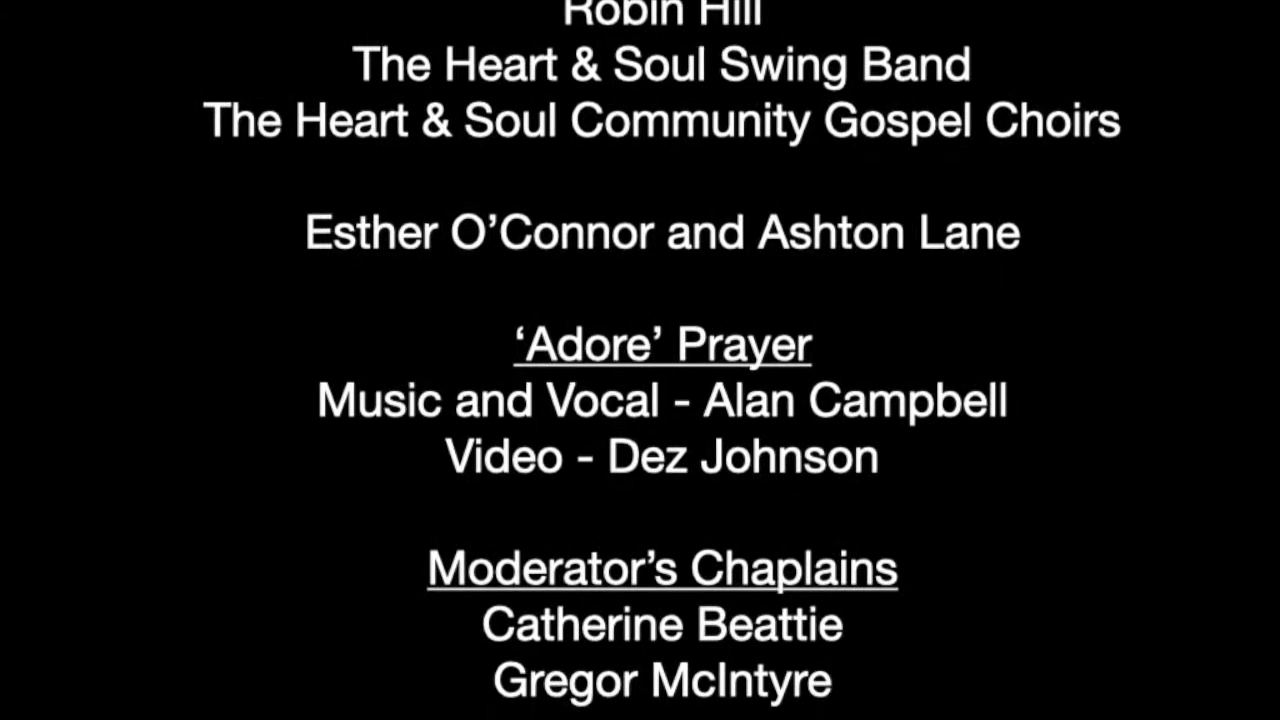 Robin Hill
The Heart & Soul Swing Band
The Heart & Soul Community Gospel Choirs
Esther O’Connor and Ashton Lane
‘Adore’ Prayer
Music and Vocal - Alan Campbell
Video - Dez Johnson
Moderator’s Chaplains
Catherine Beattie
Gregor McIntyre